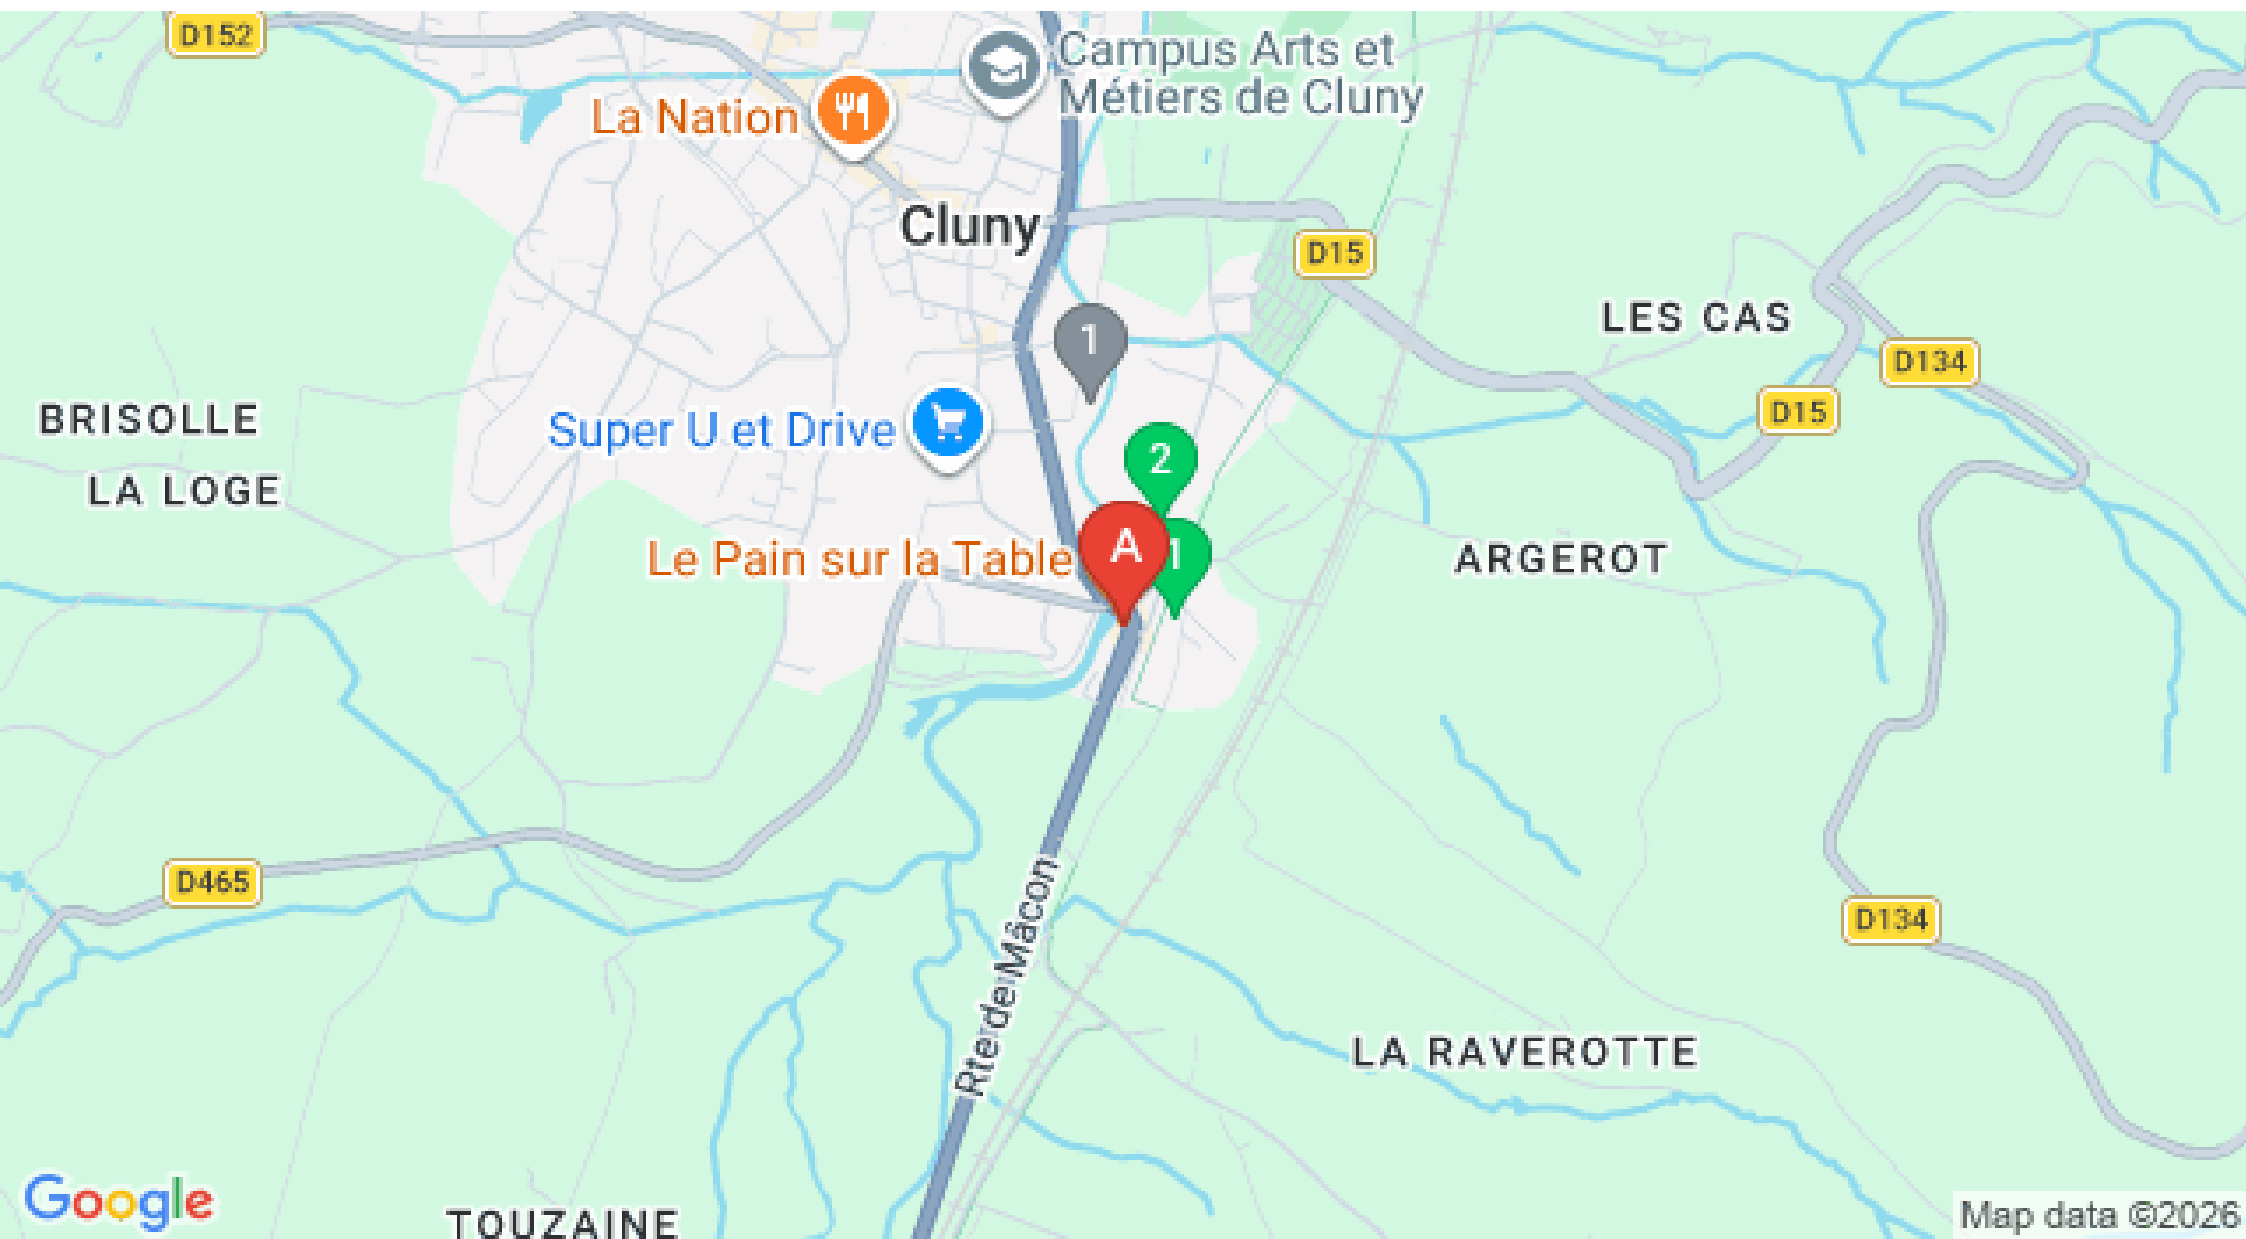 D152
Campus Arts et
Métiers de Cluny
La Nation
Cluny
D15
LES CAS
1
D134
D15
BRISOLLE
Super U et Drive
2
LA LOGE
Le Pain sur la Table
A
1
ARGEROT
D465
D134
Rte de Mâcon
LA RAVEROTTE
Google
TOUZAINE
Map data ©2026